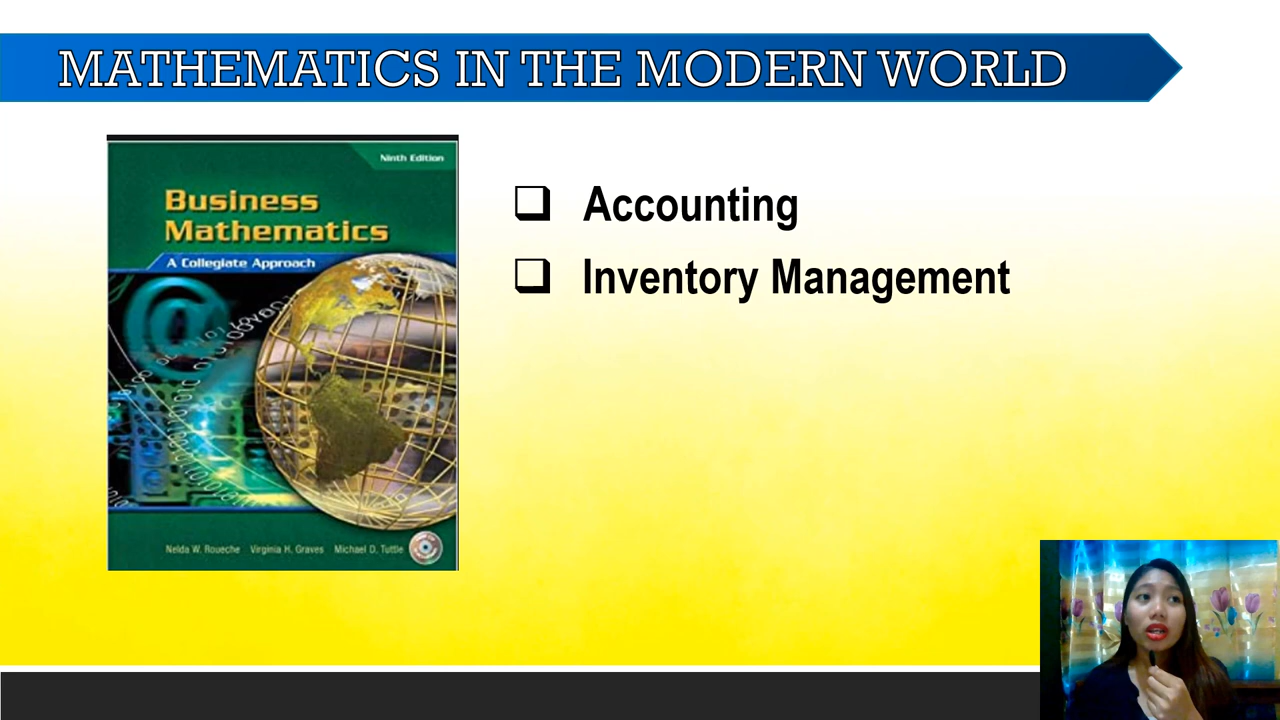 MATHEMATICS IN THE MODERN WORLD
Ninth Edition
Business
Mathematics
A Collegiate Approach
Nelda W. Roueche Virginia H. Graves Michael D. Tuttle
Accounting
Inventory Management